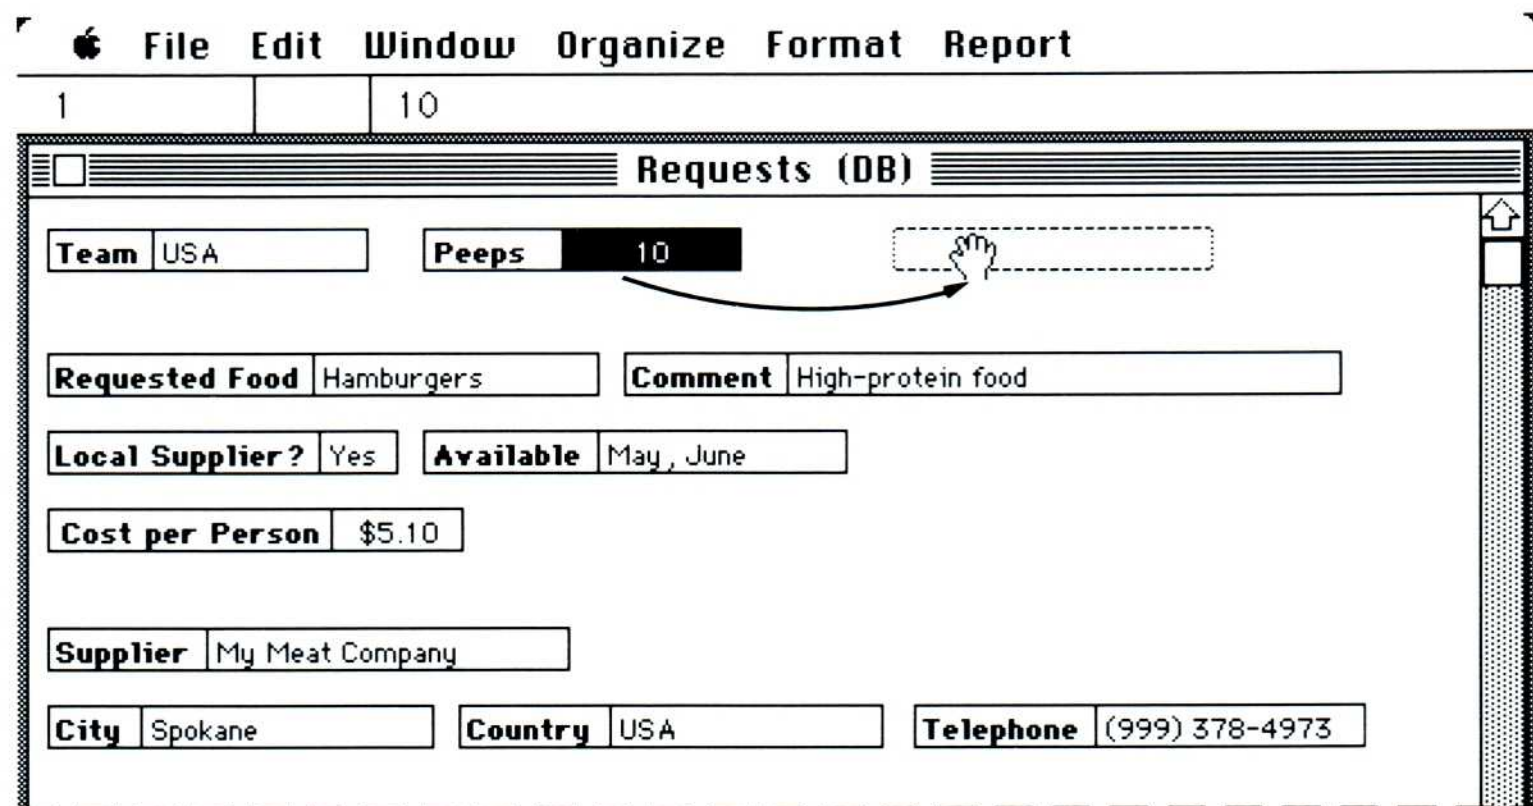 File Edit Window Organize Format Report
1 10
Requests (DB)
Team USA Peeps 10
Requested Food Hamburgers Comment High-protein food
Local Supplier? Yes Available May, June
Cost per Person $5.10
Supplier My Meat Company
City Spokane Country USA Telephone (999) 378-4973